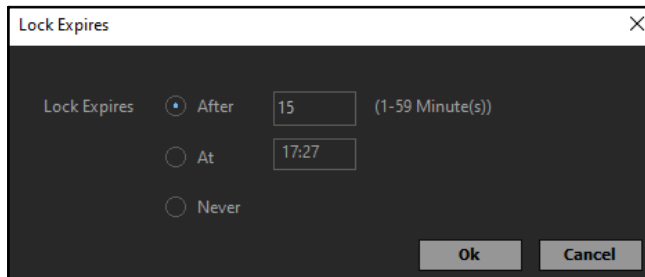 Lock Expires
Lock Expires After 15 (1-59 Minute(s))
At 17:27
Never
Ok Cancel